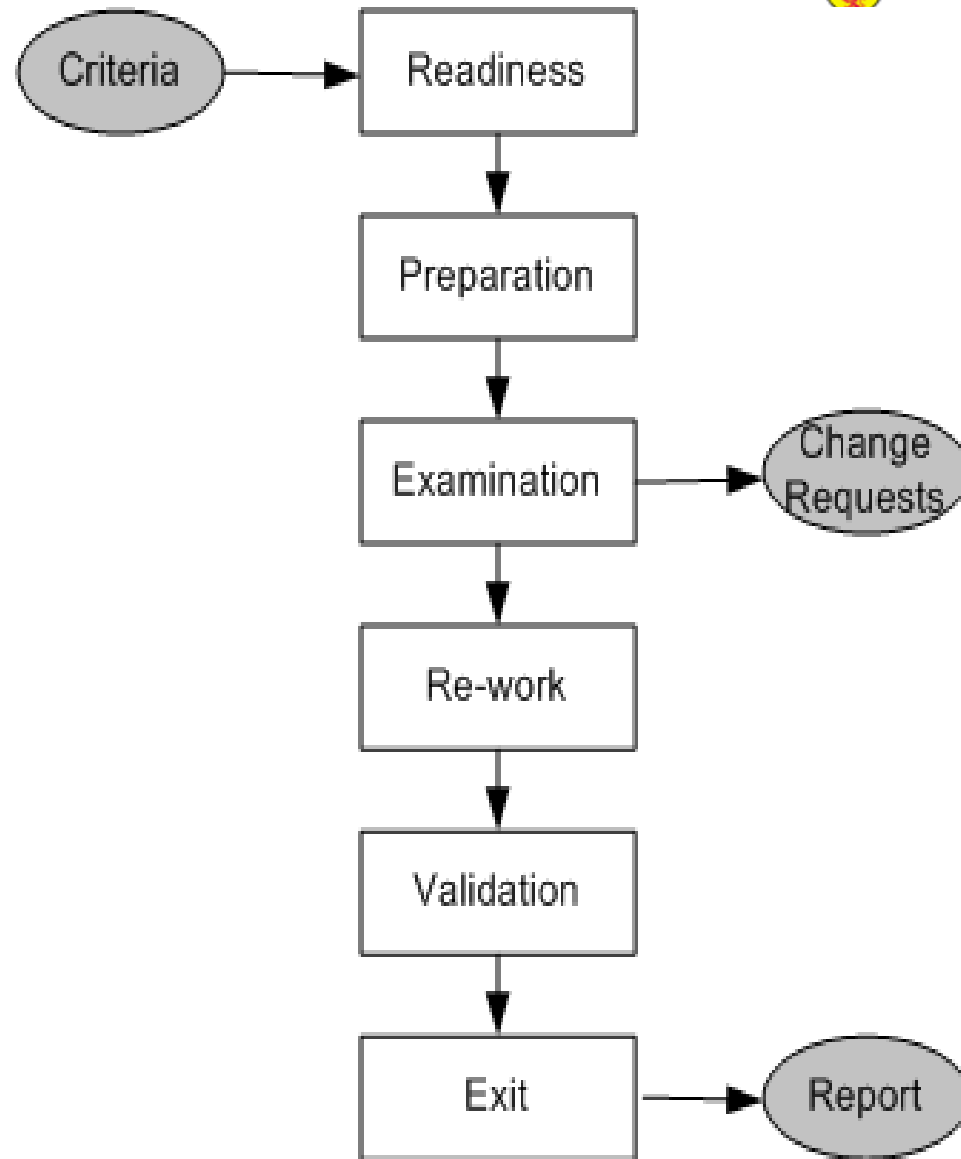 Criteria
Readiness
Preparation
Examination
Change
Requests
Re-work
Validation
Exit
Report